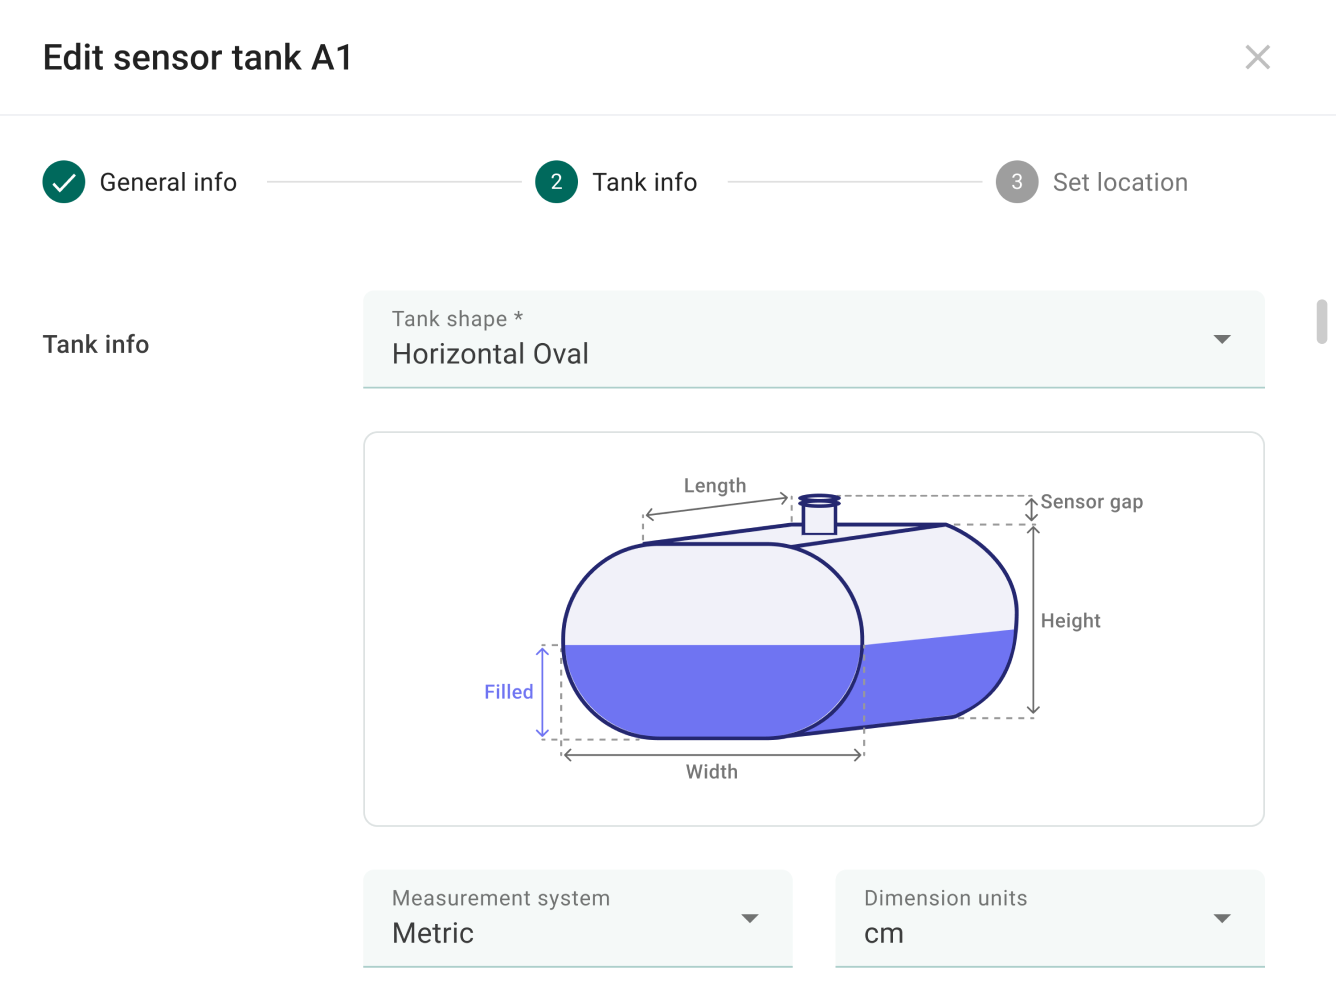 Edit sensor tank A1
General info
2
Tank info
3
Set location
Tank info
Tank shape *
Horizontal Oval
Length
Sensor gap
Height
Filled
Width
Measurement system
Metric
Dimension units
cm